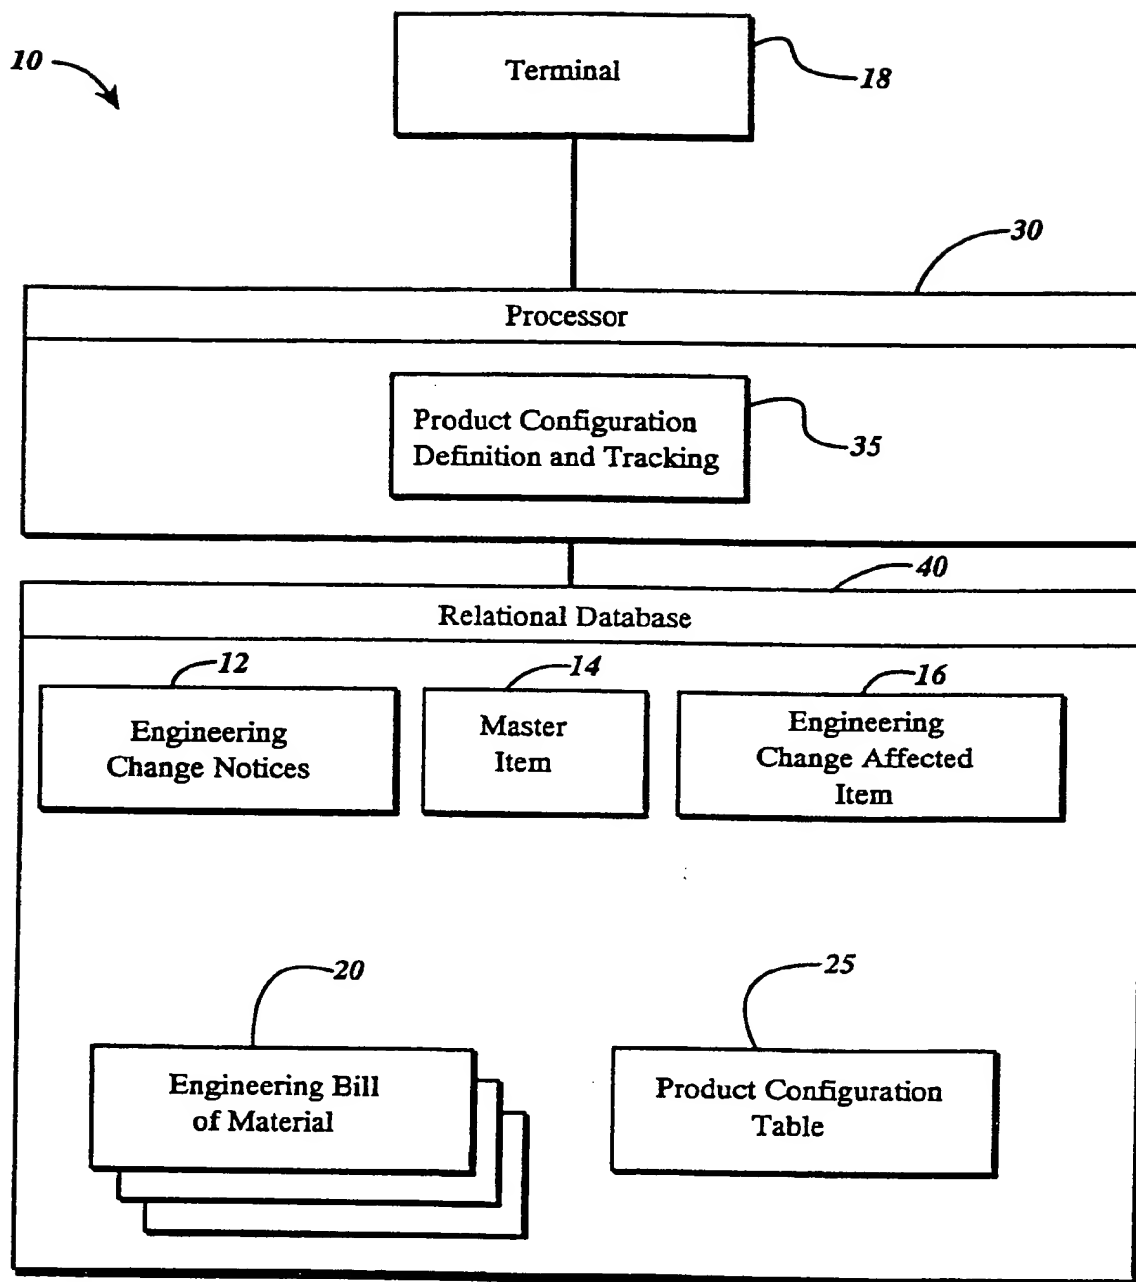 10
Terminal
18
30
Processor
Product Configuration
Definition and Tracking
35
40
Relational Database
12
14
16
Engineering
Change Notices
Master
Item
Engineering
Change Affected
Item
20
25
Engineering Bill
of Material
Product Configuration
Table